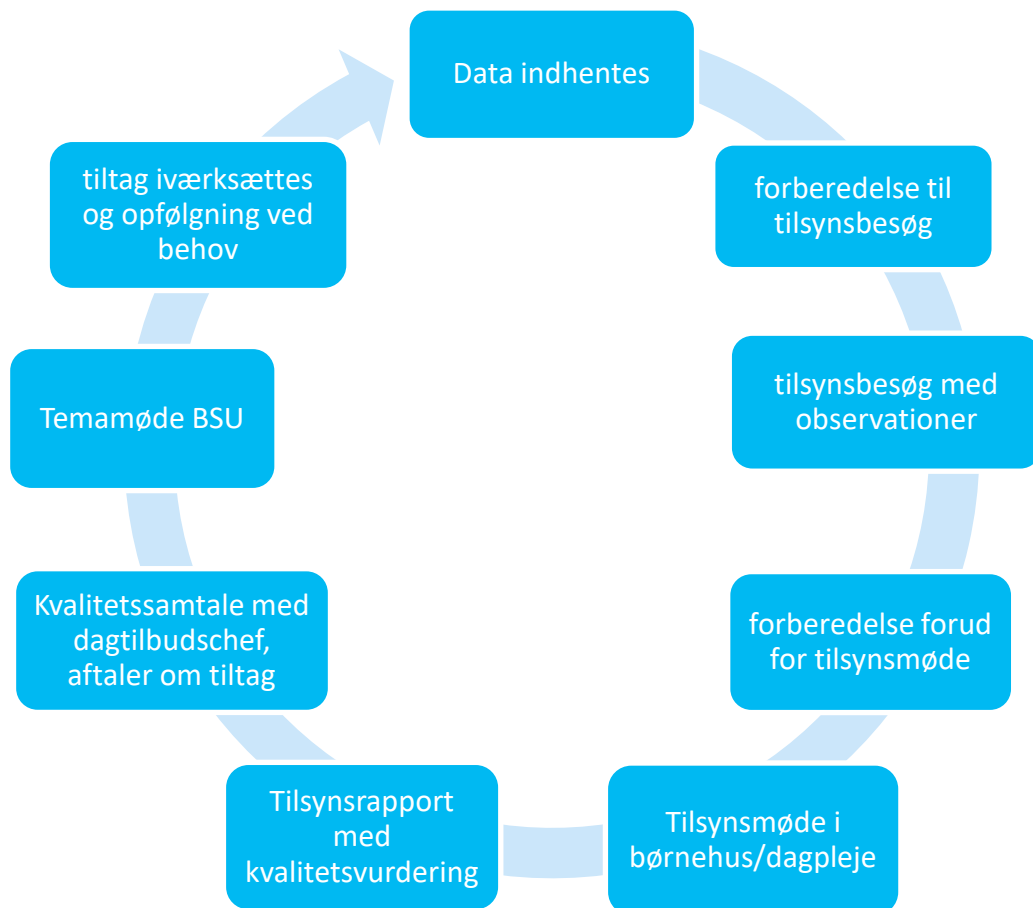 Data indhentes
forberedelse til
tilsynsbesøg
tilsynsbesøg med
observationer
forberedelse forud
for tilsynsmøde
Tilsynsmøde i
børnehus/dagpleje
Tilsynsrapport
med
kvalitetsvurdering
Kvalitetssamtale med
dagtilbudschef,
aftaler om tiltag
Temamøde BSU
tiltag iværksættes
og opfølgning ved
behov